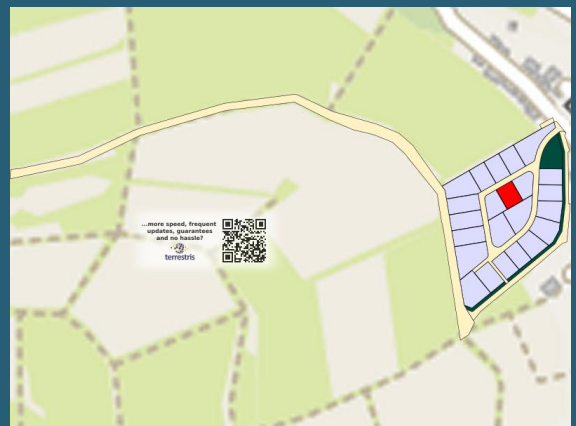 ...more speed, frequent
updates, guarantees
and no hassle?
terrestris